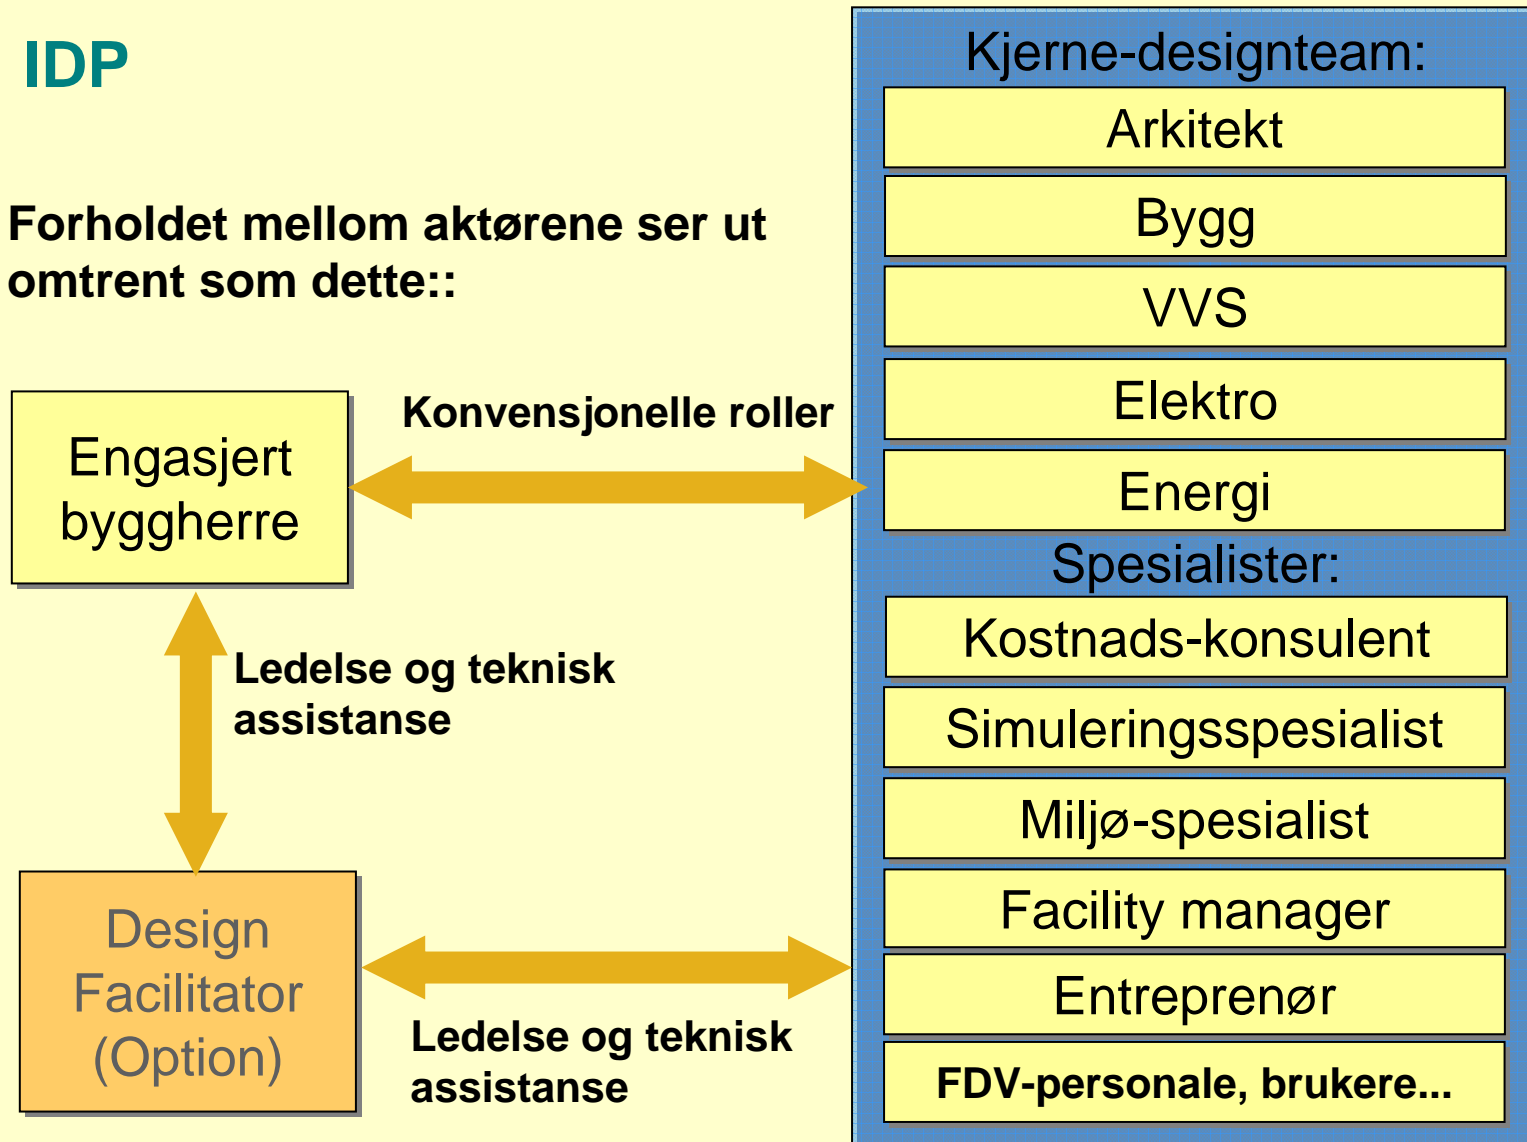 IDP
Forholdet mellom aktørene ser ut
omtrent som dette::
Engasjert
byggherre
Konvensjonelle roller
Ledelse og teknisk
assistanse
Design
Facilitator
(Option)
Ledelse og teknisk
assistanse
Kjerne-designteam:
Arkitekt
Bygg
VVS
Elektro
Energi
Spesialister:
Kostnads-konsulent
Simuleringsspesialist
Miljø-spesialist
Facility manager
Entreprenør
FDV-personale, brukere...